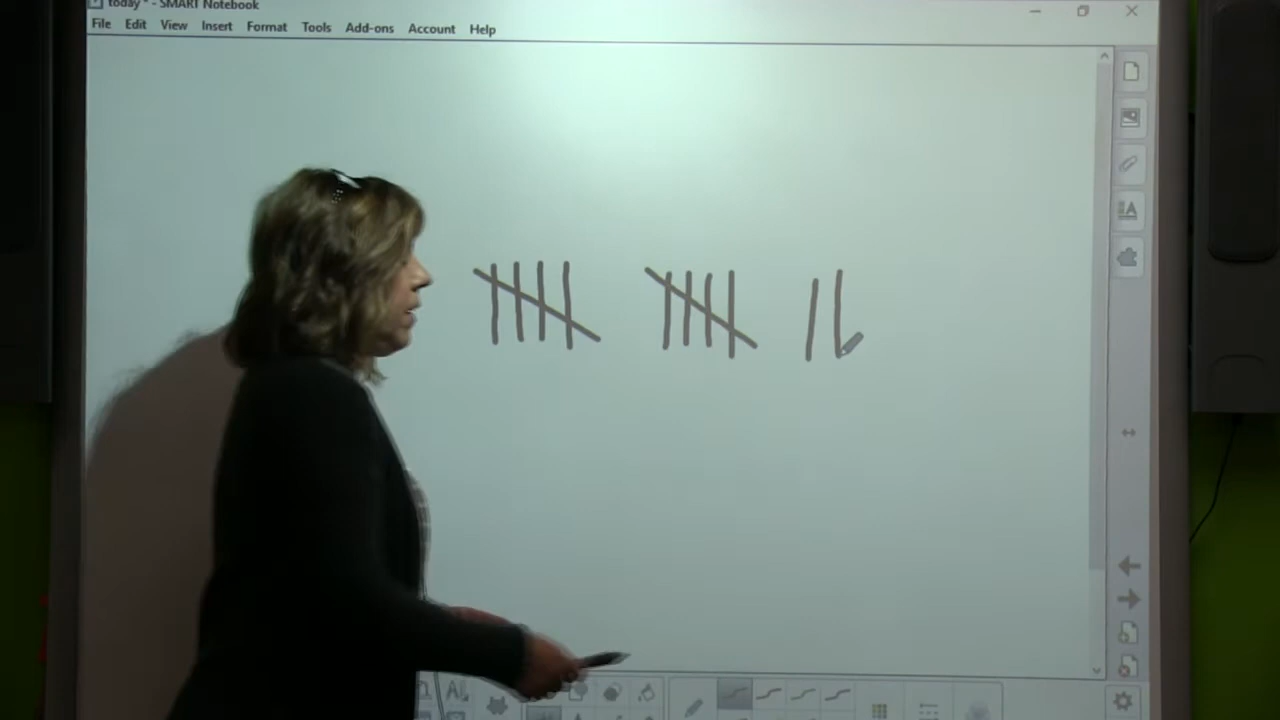 today * - SMART Notebook
File Edit View Insert Format Tools Add-ons Account Help